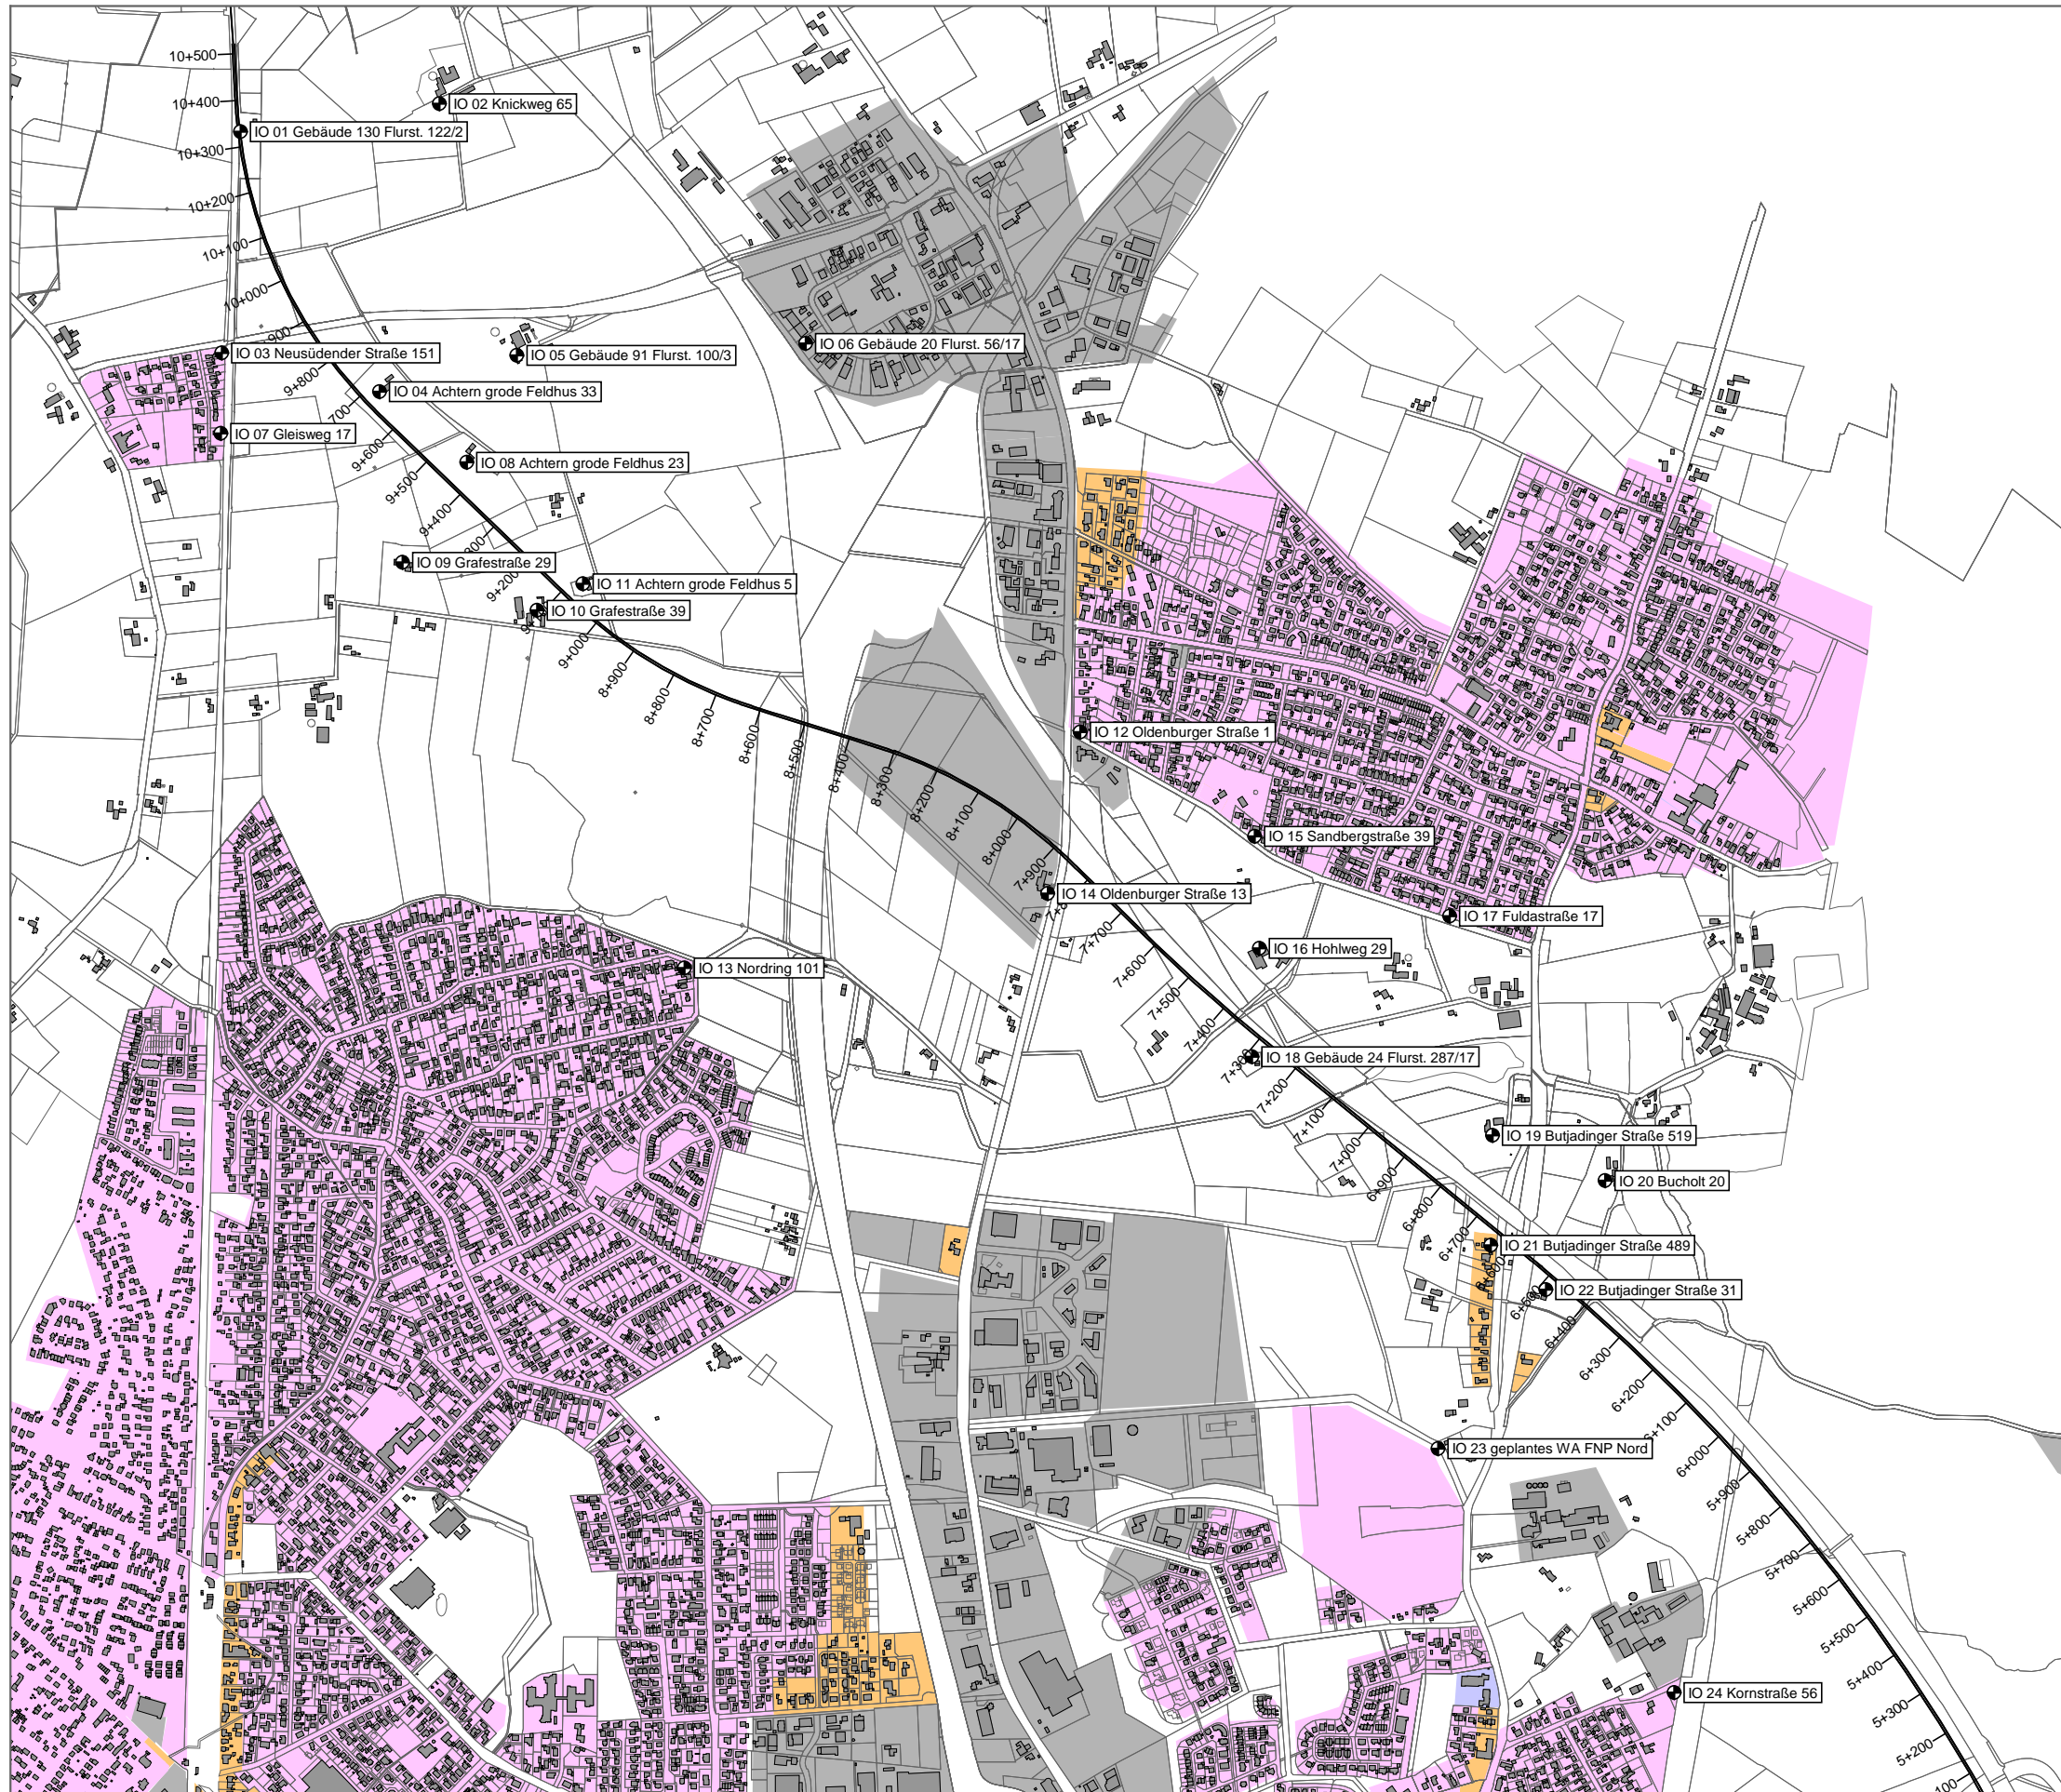 10+500
10+400
IO 02 Knickweg 65
IO 01 Gebäude 130 Flurst. 122/2
10+300
10+200
10+100
10+000
900
IO 03 Neusüdender Straße 151
IO 05 Gebäude 91 Flurst. 100/3
IO 06 Gebäude 20 Flurst. 56/17
9+800
IO 04 Achtern grode Feldhus 33
700
IO 07 Gleisweg 17
9+600
IO 08 Achtern grode Feldhus 23
9+500
9+400
300
IO 09 Grafestraße 29
9+200
IO 11 Achtern grode Feldhus 5
IO 10 Grafestraße 39
9+000
8+900
8+800
8+700
8+600
8+500
8+400
8+300
8+200
8+100
8+000
IO 12 Oldenburger Straße 1
IO 15 Sandbergstraße 39
7+900
IO 14 Oldenburger Straße 13
IO 17 Fuldastraße 17
7+700
IO 16 Hohlweg 29
IO 13 Nordring 101
7+600
7+500
7+400
IO 18 Gebäude 24 Flurst. 287/17
7+300
7+200
7+100
7+000
IO 19 Butjadinger Straße 519
6+900
IO 20 Bucholt 20
6+800
6+700
IO 21 Butjadinger Straße 489
6+600
IO 22 Butjadinger Straße 31
6+500
6+400
6+300
6+200
6+100
IO 23 geplantes WA FNP Nord
6+000
5+900
5+800
5+700
5+600
5+500
5+400
IO 24 Kornstraße 56
5+300
5+200
100